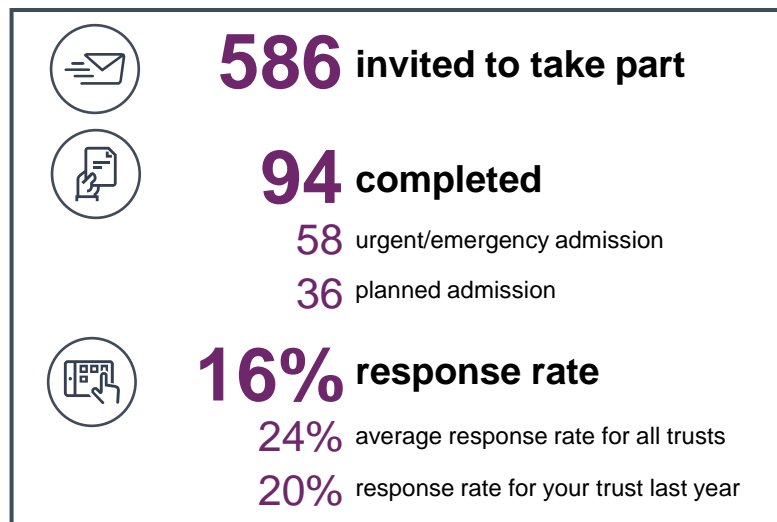 586 invited to take part
94 completed
58 urgent/emergency admission
36 planned admission
16% response rate
24% average response rate for all trusts
20% response rate for your trust last year